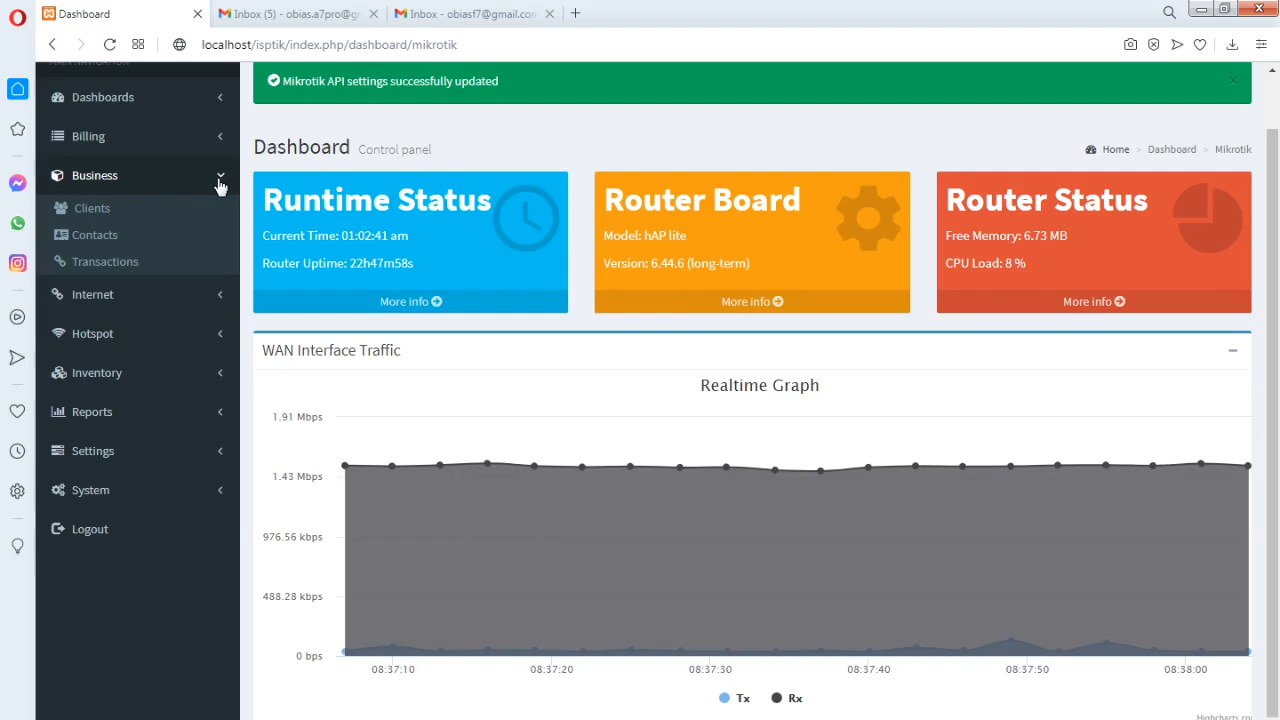 Dashboard
Inbox (5) - obias.a7pro@g
Inbox - obiasf7@gmail.com
localhost/isptik/index.php/dashboard/mikrotik
MAIN NAVIGATION
Mikrotik API settings successfully updated
Dashboards
Billing
Business
Clients
Contacts
Transactions
Internet
Hotspot
Inventory
Reports
Settings
System
Logout
Dashboard Control panel
Home > Dashboard > Mikrotik
Runtime Status
Current Time: 01:02:41 am
Router Uptime: 22h47m58s
More info
Router Board
Model: hAP lite
Version: 6.44.6 (long-term)
More info
Router Status
Free Memory: 6.73 MB
CPU Load: 8 %
More info
WAN Interface Traffic
Realtime Graph
1.91 Mbps
1.43 Mbps
976.56 kbps
488.28 kbps
0 bps
08:37:10 08:37:20 08:37:30 08:37:40 08:37:50 08:38:00
Tx Rx
Highcharts.co